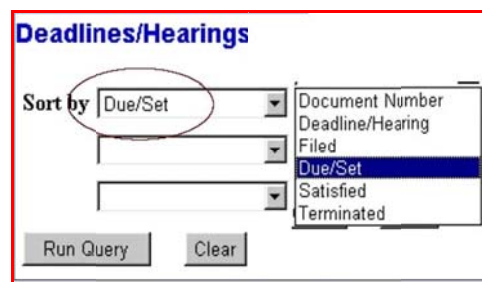 Deadlines/Hearings
Sort by Due/Set
Document Number
Deadline/Hearing
Filed
Due/Set
Satisfied
Terminated
Run Query Clear